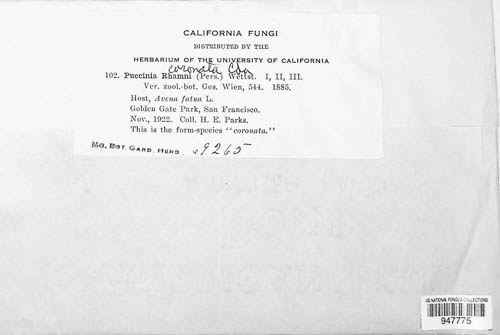 CALIFORNIA FUNGI
DISTRIBUTED BY THE
HERBARIUM OF THE UNIVERSITY OF CALIFORNIA
coronata Cda
102. Puccinia Rhamni (Pers.) Wettst. I, II, III.
Ver. zool.-bot. Ges. Wien, 544. 1885.
Host, Avena fatua L.
Golden Gate Park, San Francisco.
Nov., 1922. Coll. H. E. Parks.
This is the form-species "coronata."
MO. BOT. GARD. HERB. 69265
US NATIONAL FUNGUS COLLECTIONS
947775